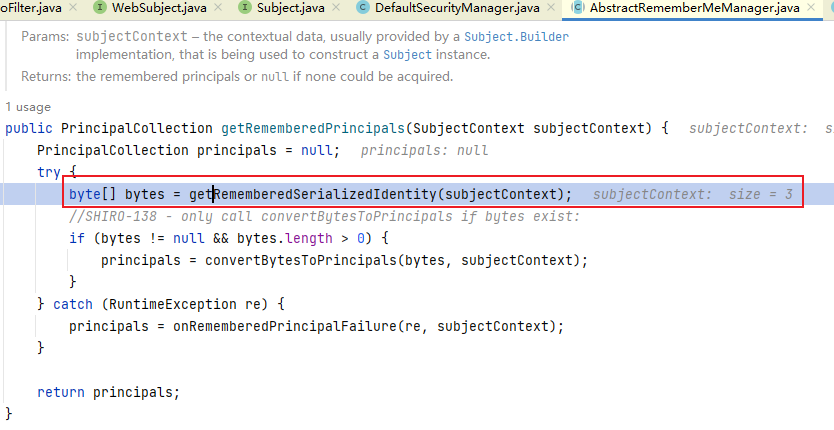 oFilter.java × WebSubject.java × Subject.java × DefaultSecurityManager.java × AbstractRememberMeManager.java ×
Params: subjectContext – the contextual data, usually provided by a Subject.Builder
implementation, that is being used to construct a Subject instance.
Returns: the remembered principals or null if none could be acquired.
1 usage
public PrincipalCollection getRememberedPrincipals(SubjectContext subjectContext) { subjectContext:
PrincipalCollection principals = null; principals: null
try {
byte[] bytes = getRememberedSerializedIdentity(subjectContext); subjectContext: size = 3
//SHIRO-138 - only call convertBytesToPrincipals if bytes exist:
if (bytes != null && bytes.length > 0) {
principals = convertBytesToPrincipals(bytes, subjectContext);
}
} catch (RuntimeException re) {
principals = onRememberedPrincipalFailure(re, subjectContext);
}
return principals;
}